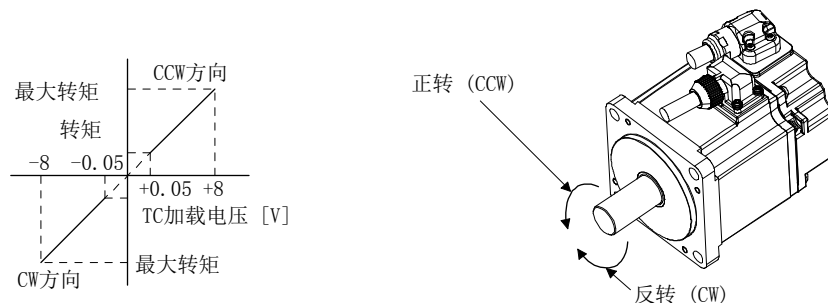 CCW方向
最大转矩
转矩
-8
-0.05
+0.05
+8
TC加载电压 [V]
CW方向
最大转矩
正转 (CCW)
反转 (CW)